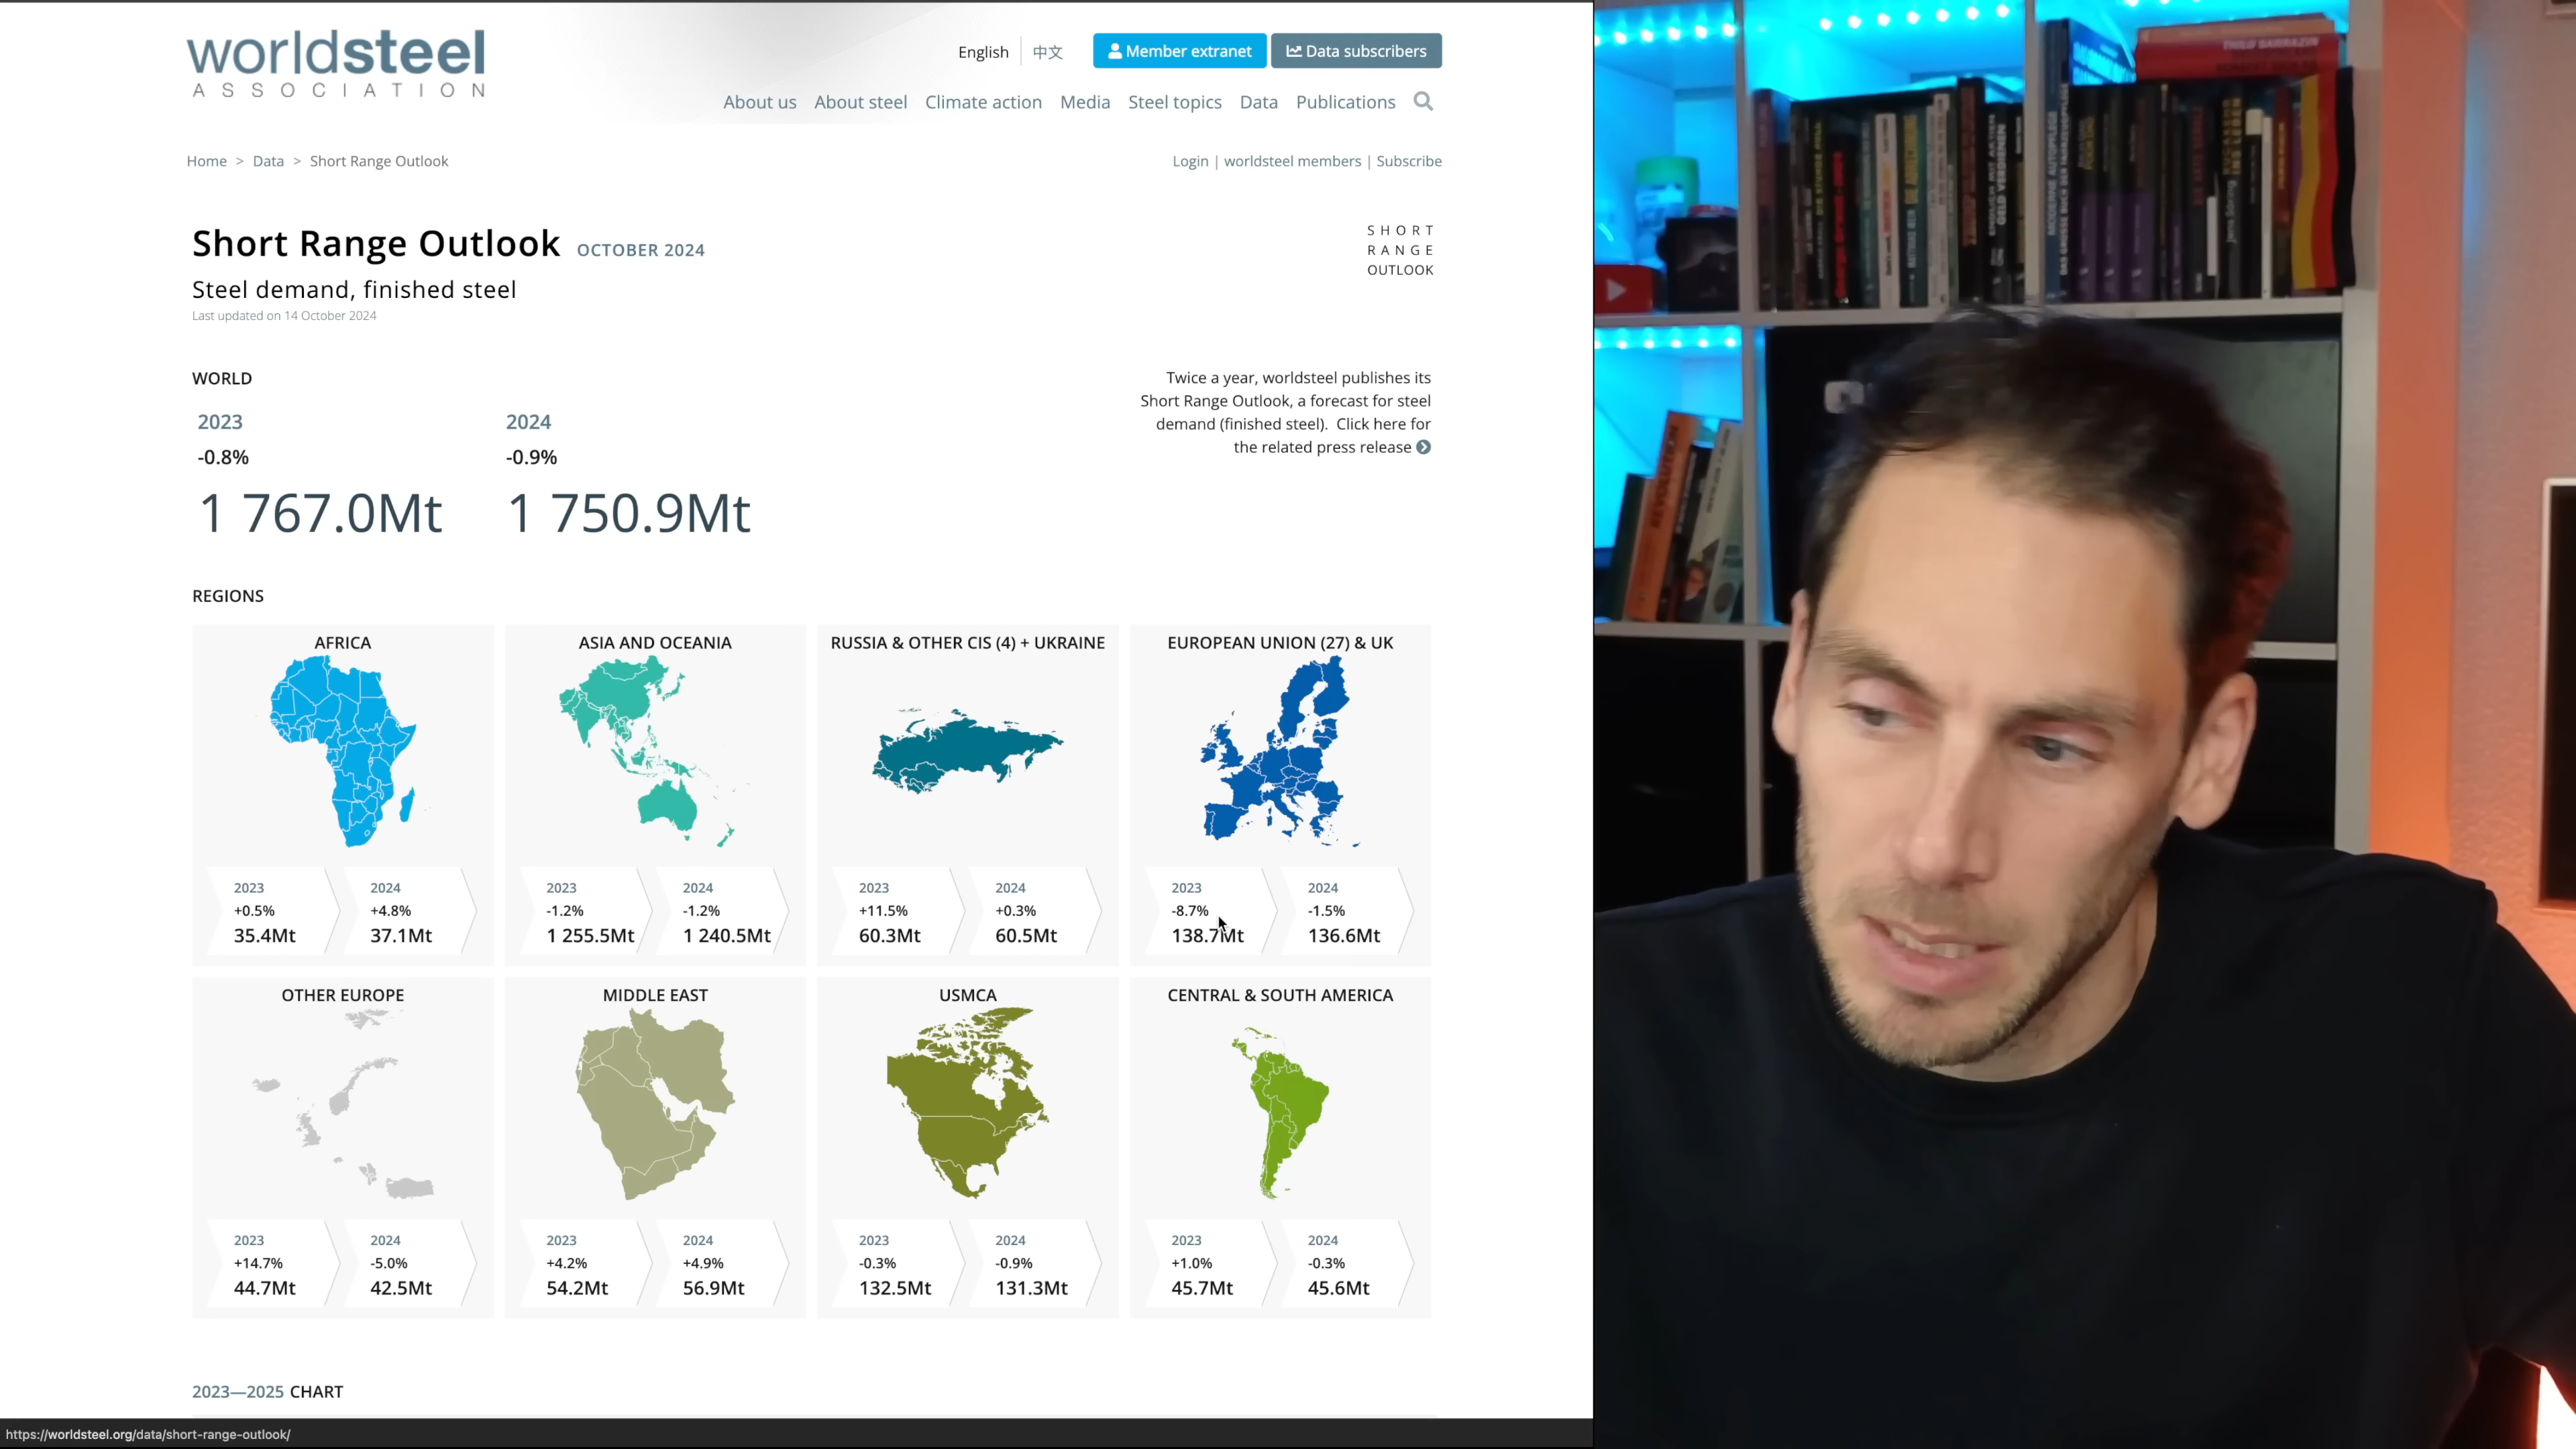 worldsteel
ASSOCIATION
English 中文
Member extranet
Data subscribers
About us About steel Climate action Media Steel topics Data Publications
Home > Data > Short Range Outlook
Login | worldsteel members | Subscribe
Short Range Outlook OCTOBER 2024
SHORT
RANGE
OUTLOOK
Steel demand, finished steel
Last updated on 14 October 2024
WORLD
2023
-0.8%
1 767.0Mt
2024
-0.9%
1 750.9Mt
Twice a year, worldsteel publishes its
Short Range Outlook, a forecast for steel
demand (finished steel). Click here for
the related press release
REGIONS
AFRICA
2023
+0.5%
35.4Mt
2024
+4.8%
37.1Mt
ASIA AND OCEANIA
2023
-1.2%
1 255.5Mt
2024
-1.2%
1 240.5Mt
RUSSIA & OTHER CIS (4) + UKRAINE
2023
+11.5%
60.3Mt
2024
+0.3%
60.5Mt
EUROPEAN UNION (27) & UK
2023
-8.7%
138.7Mt
2024
-1.5%
136.6Mt
OTHER EUROPE
2023
+14.7%
44.7Mt
2024
-5.0%
42.5Mt
MIDDLE EAST
2023
+4.2%
54.2Mt
2024
+4.9%
56.9Mt
USMCA
2023
-0.3%
132.5Mt
2024
-0.9%
131.3Mt
CENTRAL & SOUTH AMERICA
2023
+1.0%
45.7Mt
2024
-0.3%
45.6Mt
2023—2025 CHART
https://worldsteel.org/data/short-range-outlook/
THILO SARRAZIN
GELD VERDIENEN
REVOLUTION